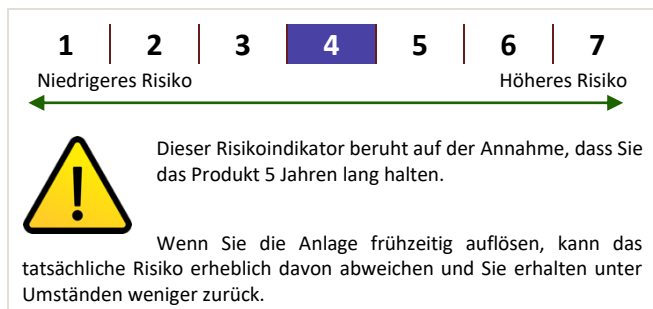 1 2 3 4 5 6 7
Niedrigeres Risiko Höheres Risiko
Dieser Risikoindikator beruht auf der Annahme, dass Sie
das Produkt 5 Jahren lang halten.
Wenn Sie die Anlage frühzeitig auflösen, kann das
tatsächliche Risiko erheblich davon abweichen und Sie erhalten unter
Umständen weniger zurück.